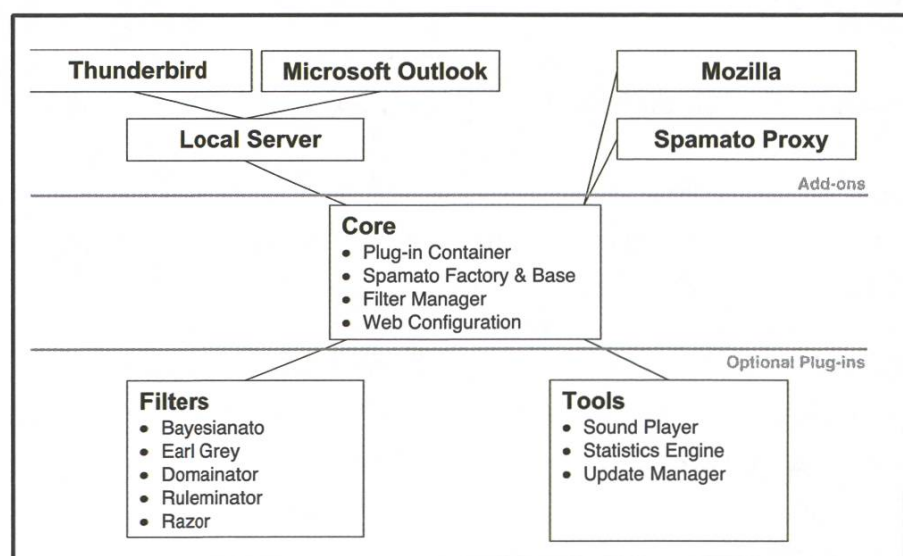 Thunderbird
Microsoft Outlook
Mozilla
Local Server
Spamato Proxy
Add-ons
Core
• Plug-in Container
• Spamato Factory & Base
• Filter Manager
• Web Configuration
Optional Plug-ins
Filters
• Bayesianato
• Earl Grey
• Domainator
• Ruleminator
• Razor
Tools
• Sound Player
• Statistics Engine
• Update Manager